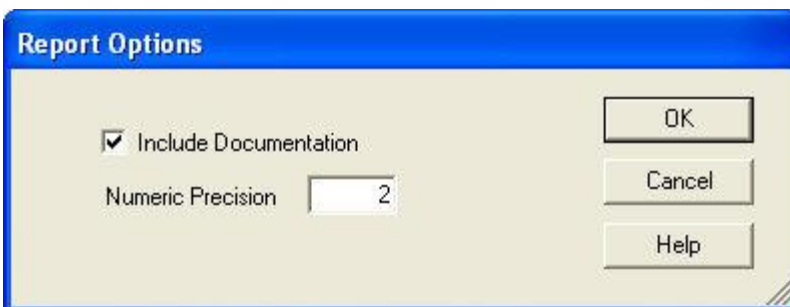 Report Options
Include Documentation
Numeric Precision 2
OK
Cancel
Help